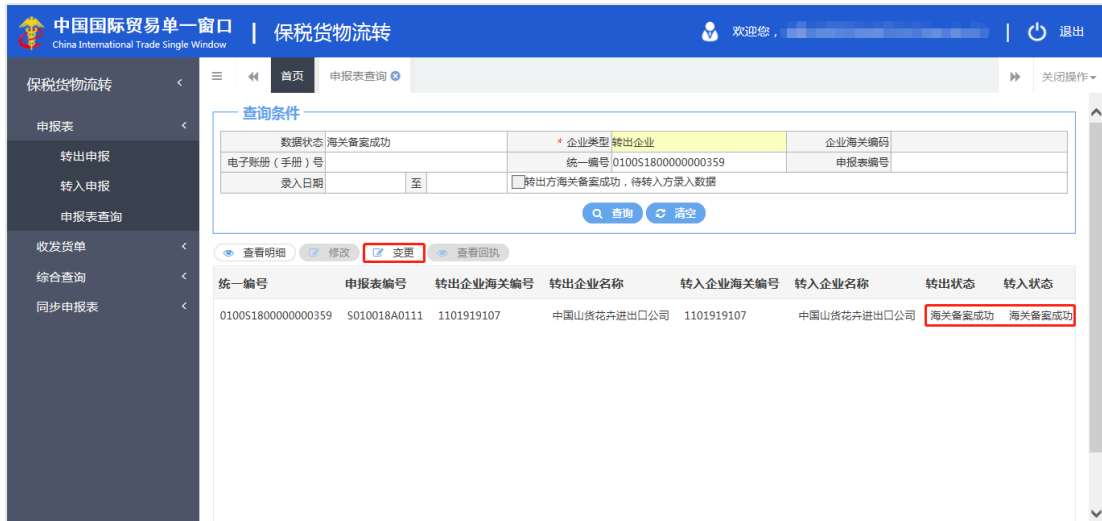 中国国际贸易单一窗口 | 保税货物流转 欢迎您， | 退出
China International Trade Single Window
保税货物流转 首页 申报表查询 关闭操作
申报表
转出申报
转入申报
申报表查询
收发货单
综合查询
同步申报表
查询条件
数据状态 海关备案成功 * 企业类型 转出企业 企业海关编码
电子账册（手册）号 统一编号 0100S1800000000359 申报表编号
录入日期 至 转出方海关备案成功，待转入方录入数据
查询 清空
查看明细 修改 变更 查看回执
统一编号 申报表编号 转出企业海关编码 转出企业名称 转入企业海关编码 转入企业名称 转出状态 转入状态
0100S1800000000359 S010018A0111 1101919107 中国山货花卉进出口公司 1101919107 中国山货花卉进出口公司 海关备案成功 海关备案成功